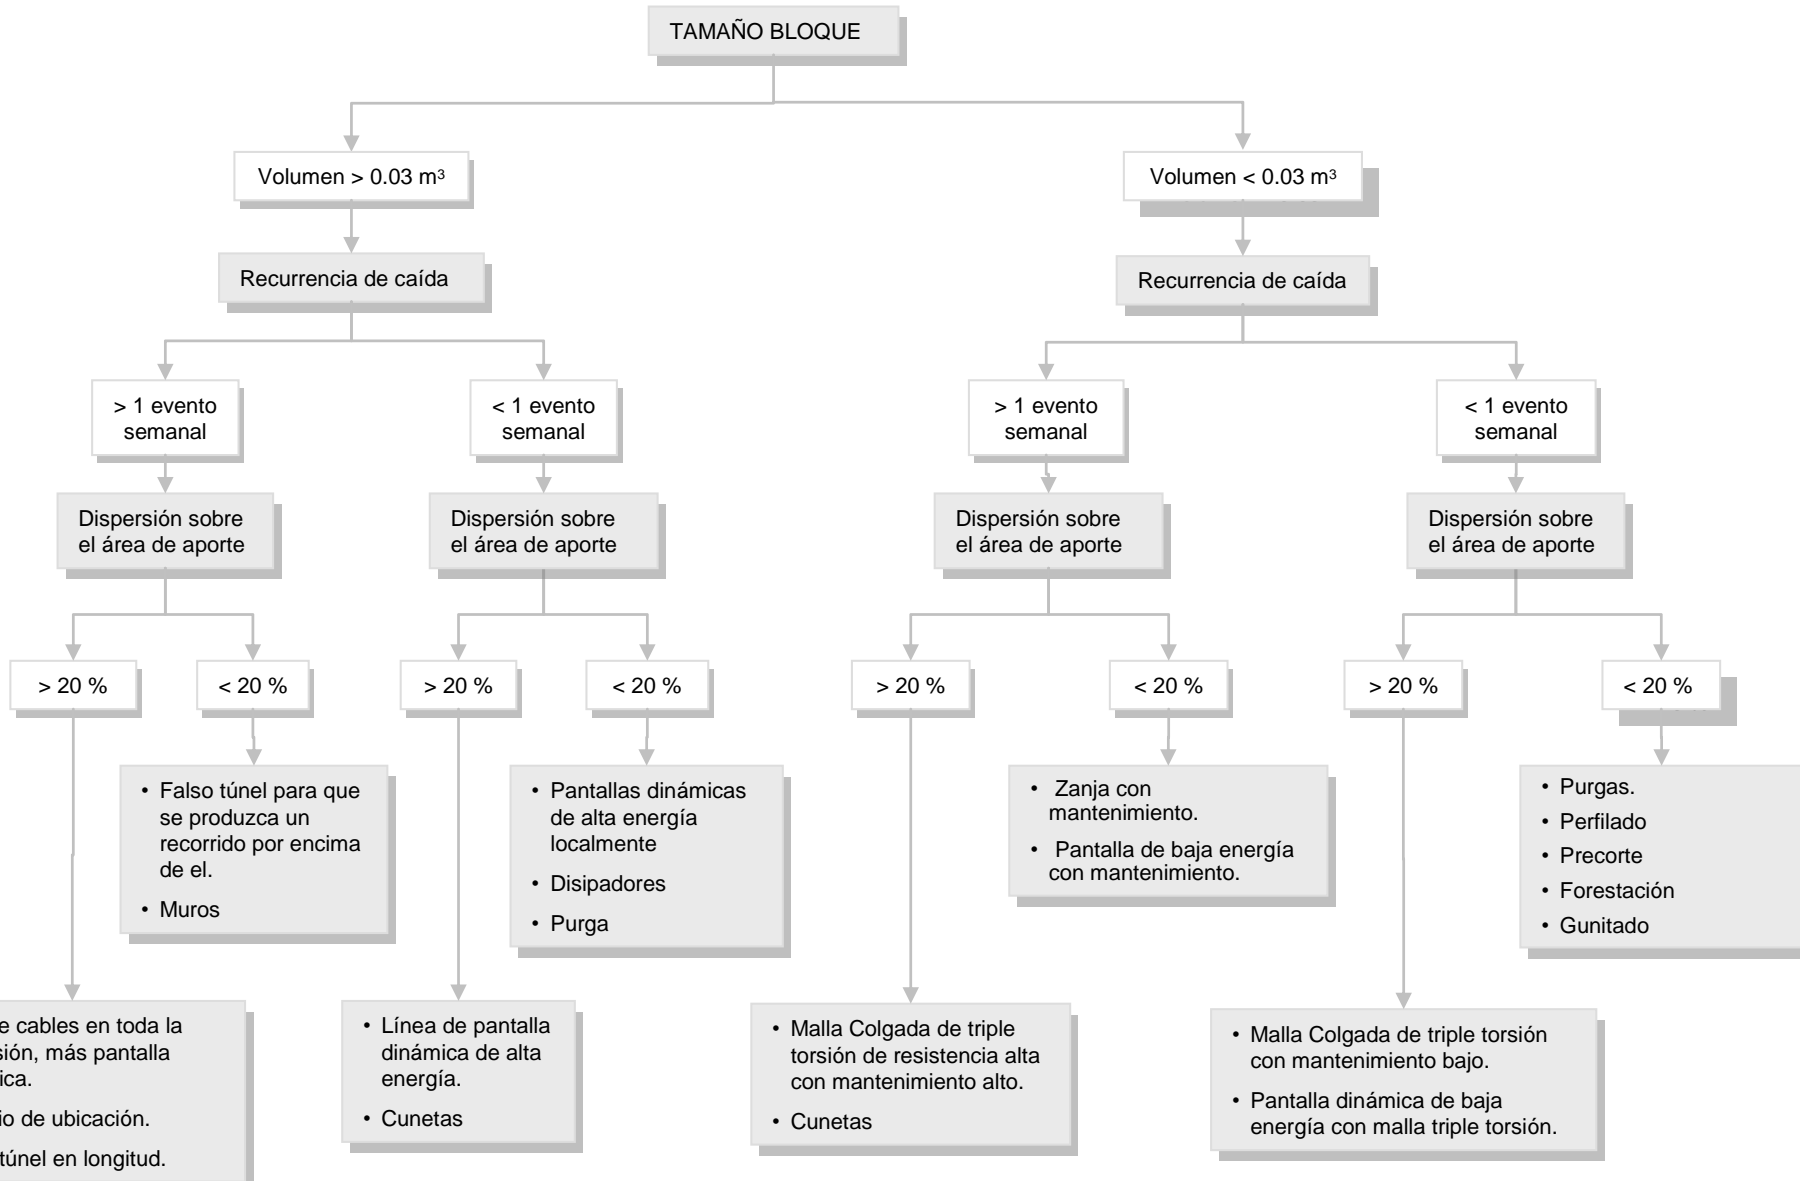 TAMAÑO BLOQUE
Volumen > 0.03 m³
Volumen < 0.03 m³
Recurrencia de caída
Recurrencia de caída
> 1 evento
semanal
< 1 evento
semanal
> 1 evento
semanal
< 1 evento
semanal
Dispersión sobre
el área de aporte
Dispersión sobre
el área de aporte
Dispersión sobre
el área de aporte
Dispersión sobre
el área de aporte
> 20 %
< 20 %
> 20 %
< 20 %
> 20 %
< 20 %
> 20 %
< 20 %
• Falso túnel para que
se produzca un
recorrido por encima
de el.
• Muros
• Pantallas dinámicas
de alta energía
localmente
• Disipadores
• Purga
• Zanja con
mantenimiento.
• Pantalla de baja energía
con mantenimiento.
• Purgas.
• Perfilado
• Precorte
• Forestación
• Gunitado
cables en toda la
más pantalla
de ubicación.
túnel en longitud.
• Línea de pantalla
dinámica de alta
energía.
• Cunetas
• Malla Colgada de triple
torsión de resistencia alta
con mantenimiento alto.
• Cunetas
• Malla Colgada de triple torsión
con mantenimiento bajo.
• Pantalla dinámica de baja
energía con malla triple torsión.